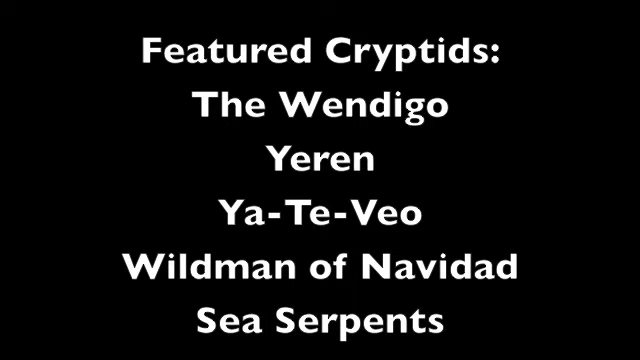 Featured Cryptids:
The Wendigo
Yeren
Ya-Te-Veo
Wildman of Navidad
Sea Serpents